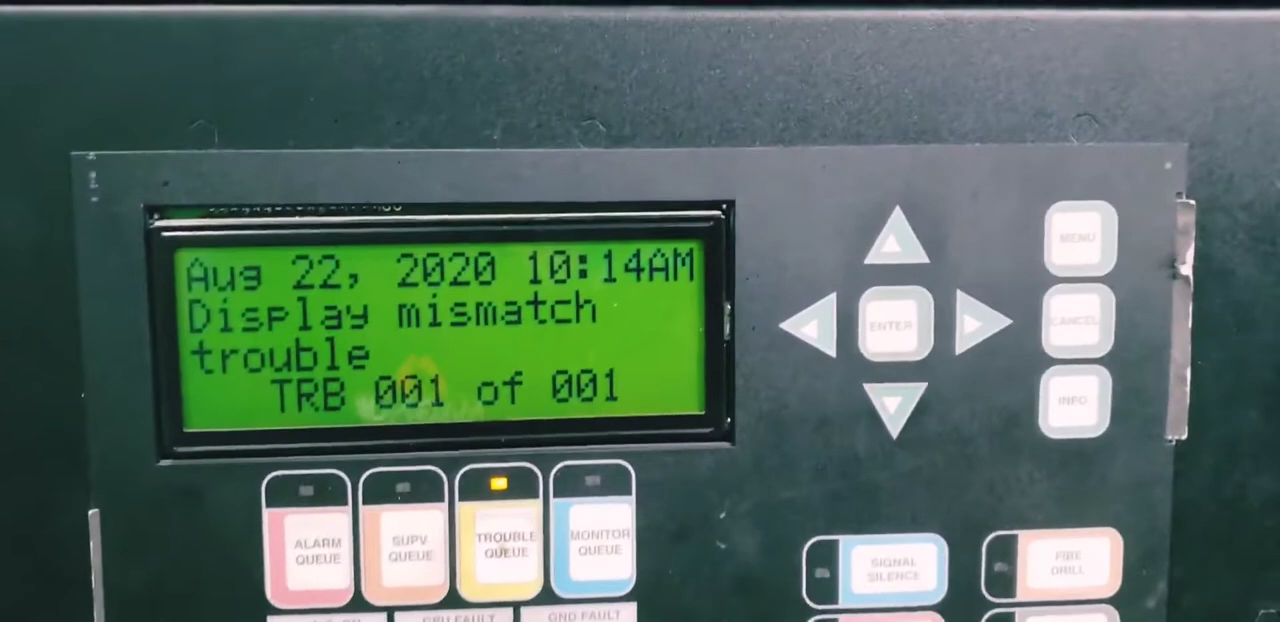 Aug 22, 2020 10:14AM
Display mismatch
trouble
TRB 001 of 001
MENU
ENTER
CANCEL
INFO
ALARM
QUEUE
SUPV
QUEUE
TROUBLE
QUEUE
MONITOR
QUEUE
SIGNAL
SILENCE
FIRE
DRILL
CPU FAULT
GND FAULT